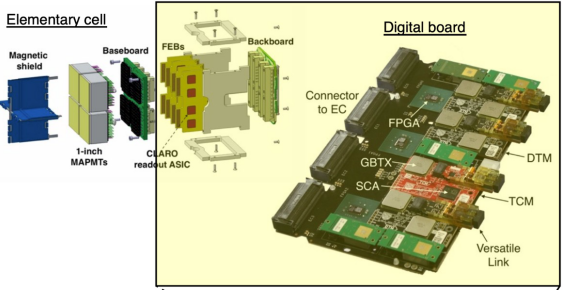 Elementary cell
Magnetic
shield
1-inch
MAPMTs
Baseboard
FEBs
Backboard
CLARO
readout ASIC
Digital board
Connector
to EC
FPGA
GBTX
SCA
DTM
TCM
Versatile
Link